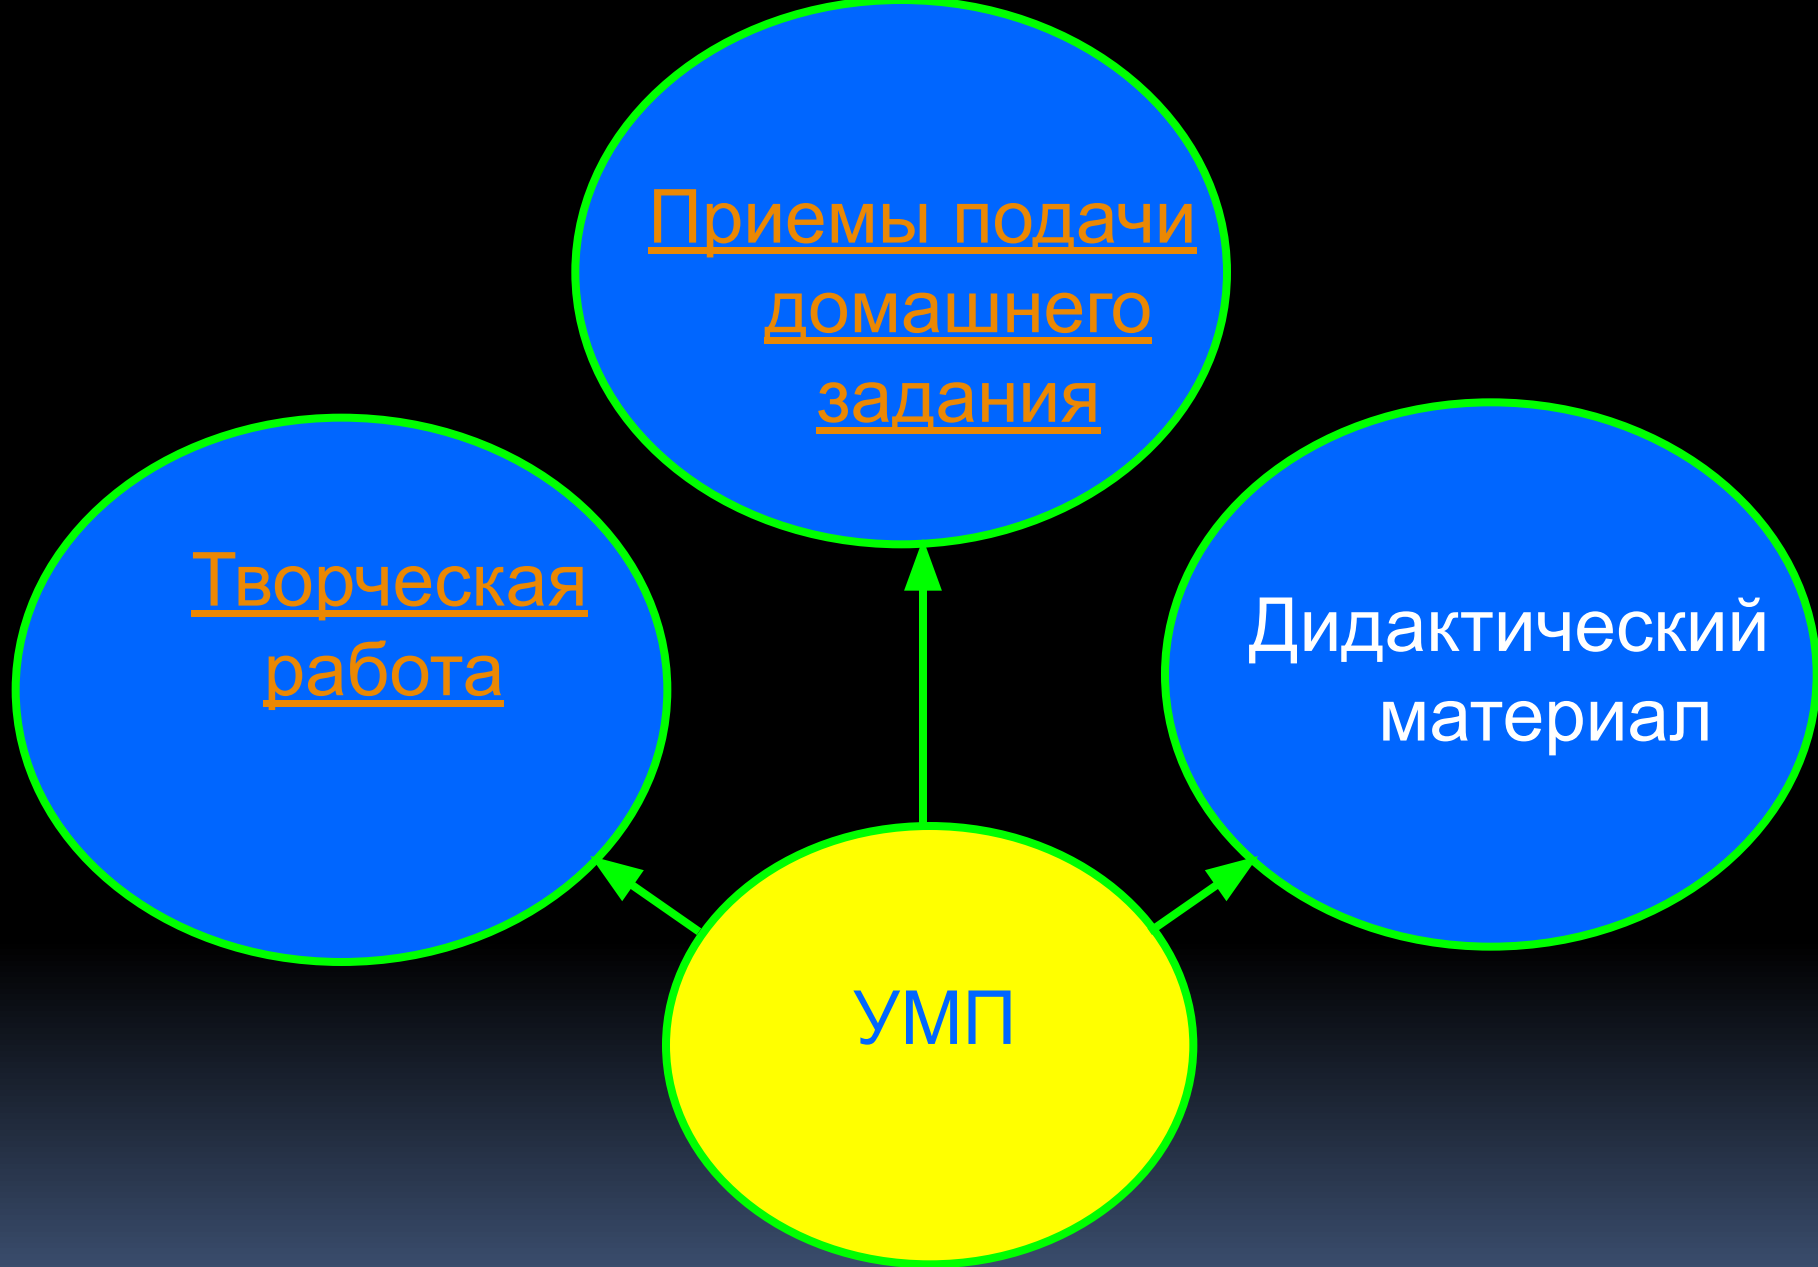 Приемы подачи
домашнего
задания
Творческая
работа
Дидактический
материал
УМП